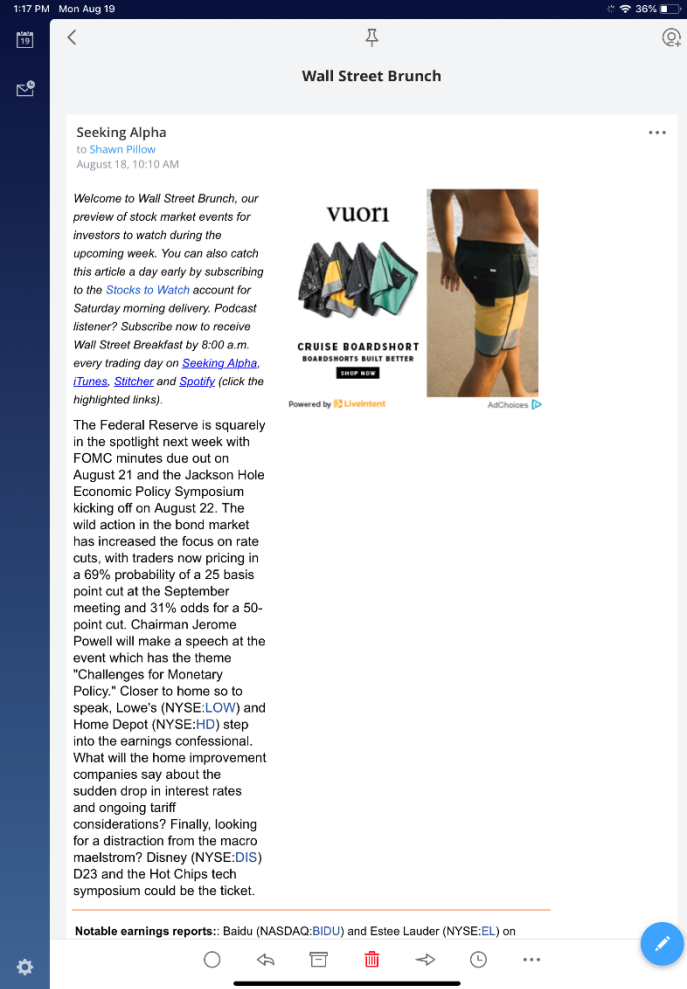 1:17 PM Mon Aug 19
36%
19
Wall Street Brunch
Seeking Alpha
to Shawn Pillow
August 18, 10:10 AM
Welcome to Wall Street Brunch, our
preview of stock market events for
investors to watch during the
upcoming week. You can also catch
this article a day early by subscribing
to the Stocks to Watch account for
Saturday morning delivery. Podcast
listener? Subscribe now to receive
Wall Street Breakfast by 8:00 a.m.
every trading day on Seeking Alpha,
iTunes, Stitcher and Spotify (click the
highlighted links).
vuori
CRUISE BOARDSHORT
BOARDSHORTS BUILT BETTER
SHOP NOW
Powered by LiveIntent
AdChoices
The Federal Reserve is squarely
in the spotlight next week with
FOMC minutes due out on
August 21 and the Jackson Hole
Economic Policy Symposium
kicking off on August 22. The
wild action in the bond market
has increased the focus on rate
cuts, with traders now pricing in
a 69% probability of a 25 basis
point cut at the September
meeting and 31% odds for a 50-
point cut. Chairman Jerome
Powell will make a speech at the
event which has the theme
"Challenges for Monetary
Policy." Closer to home so to
speak, Lowe's (NYSE:LOW) and
Home Depot (NYSE:HD) step
into the earnings confessional.
What will the home improvement
companies say about the
sudden drop in interest rates
and ongoing tariff
considerations? Finally, looking
for a distraction from the macro
maelstrom? Disney (NYSE:DIS)
D23 and the Hot Chips tech
symposium could be the ticket.
Notable earnings reports:: Baidu (NASDAQ:BIDU) and Estee Lauder (NYSE:EL) on